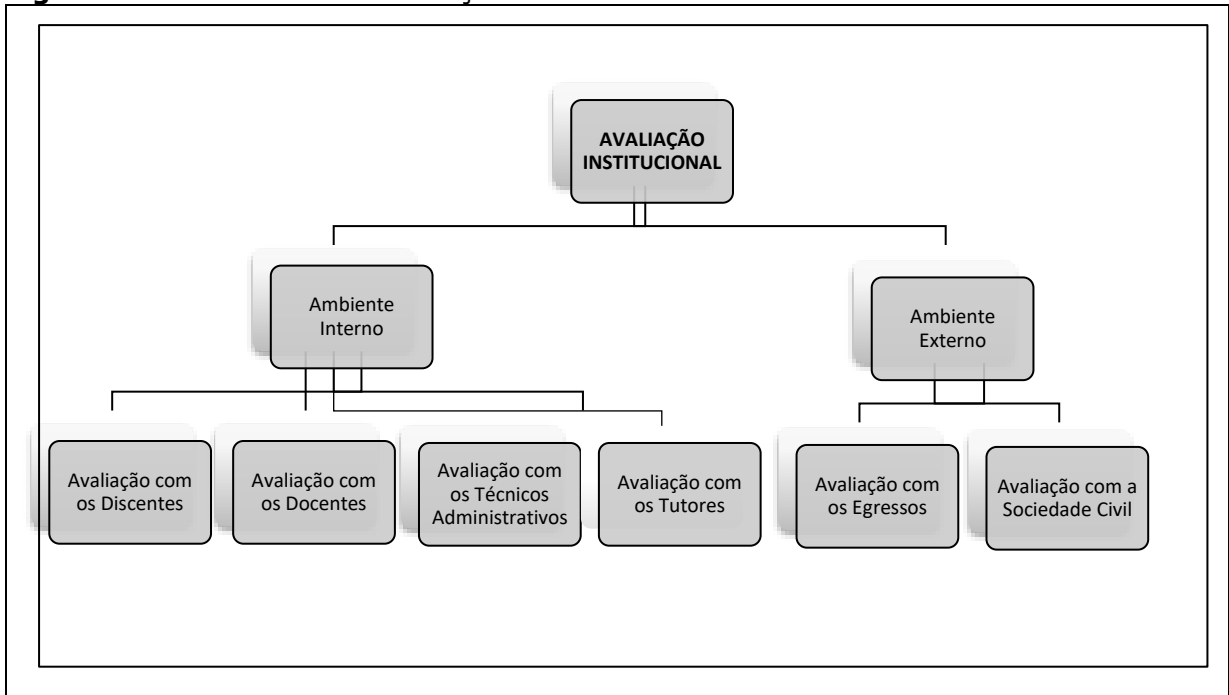 AVALIAÇÃO
INSTITUCIONAL
Ambiente
Interno
Ambiente
Externo
Avaliação com
os Discentes
Avaliação com
os Docentes
Avaliação com
os Técnicos
Administrativos
Avaliação com
os Tutores
Avaliação com
os Egressos
Avaliação com a
Sociedade Civil